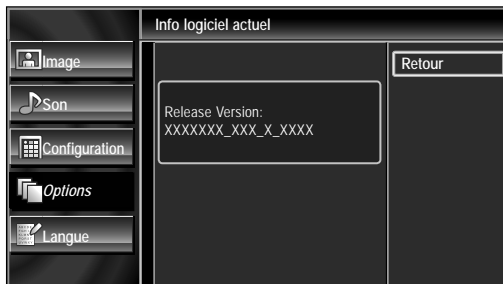 Info logiciel actuel
Image
Son
Configuration
Options
Langue
Release Version:
XXXXXXX_XXX_X_XXXX
Retour